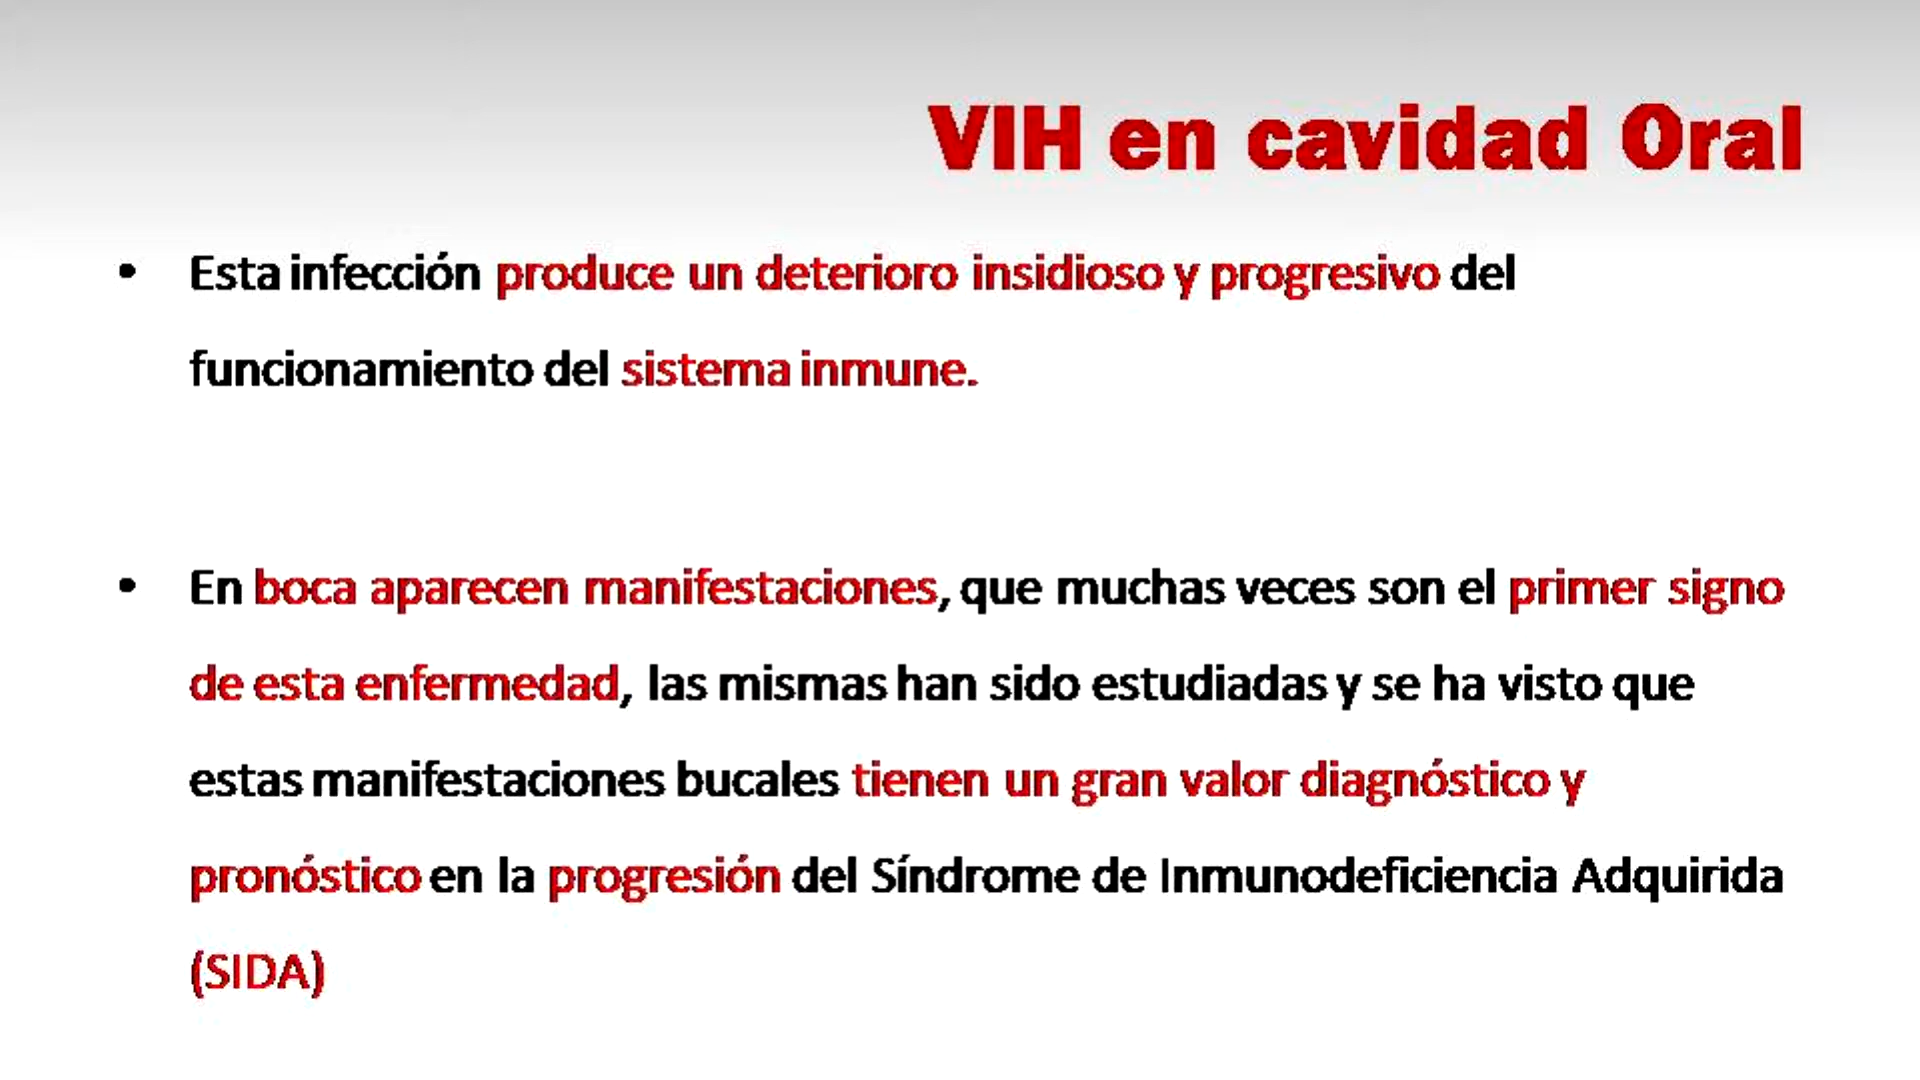 VIH en cavidad Oral
• Esta infección produce un deterioro insidioso y progresivo del
funcionamiento del sistema inmune.
• En boca aparecen manifestaciones, que muchas veces son el primer signo
de esta enfermedad, las mismas han sido estudiadas y se ha visto que
estas manifestaciones bucales tienen un gran valor diagnóstico y
pronóstico en la progresión del Síndrome de Inmunodeficiencia Adquirida
(SIDA)